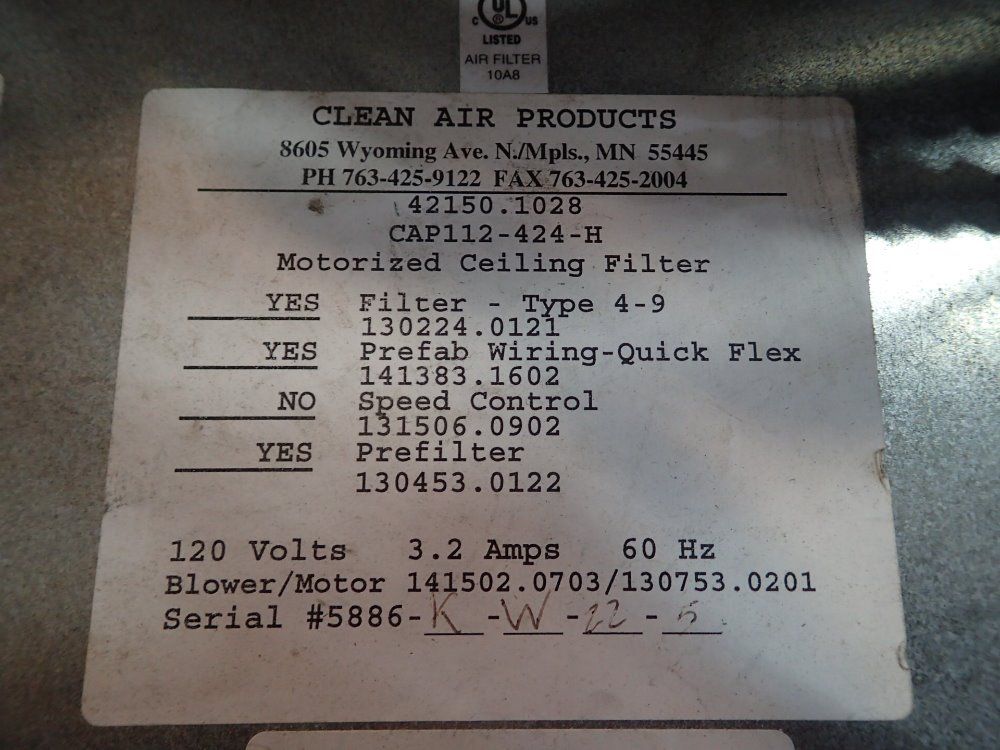 c UL ® US
LISTED
AIR FILTER
10A8
CLEAN AIR PRODUCTS
8605 Wyoming Ave. N./Mpls., MN 55445
PH 763-425-9122 FAX 763-425-2004
42150.1028
CAP112-424-H
Motorized Ceiling Filter
YES Filter - Type 4-9
130224.0121
YES Prefab Wiring-Quick Flex
141383.1602
NO Speed Control
131506.0902
YES Prefilter
130453.0122
120 Volts 3.2 Amps 60 Hz
Blower/Motor 141502.0703/130753.0201
Serial #5886-K-W-22-5